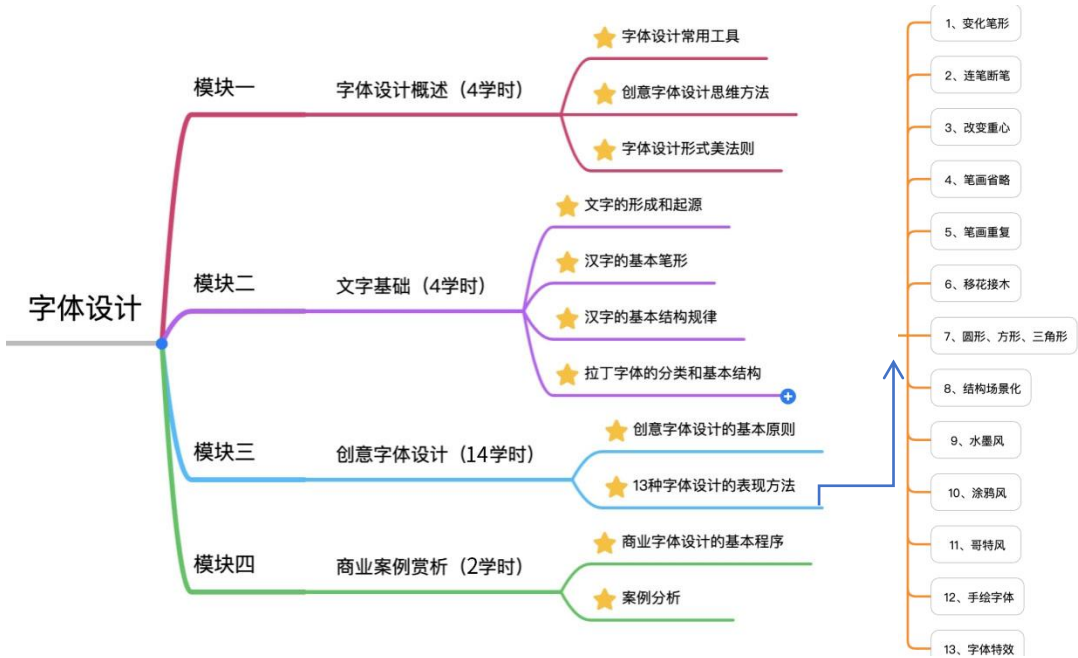 字体设计
模块一
字体设计概述（4学时）
字体设计常用工具
创意字体设计思维方法
字体设计形式美法则
模块二
文字基础（4学时）
文字的形成和起源
汉字的基本笔形
汉字的基本结构规律
拉丁字体的分类和基本结构
模块三
创意字体设计（14学时）
创意字体设计的基本原则
13种字体设计的表现方法
模块四
商业案例赏析（2学时）
商业字体设计的基本程序
案例分析
1、变化笔形
2、连笔断笔
3、改变重心
4、笔画省略
5、笔画重复
6、移花接木
7、圆形、方形、三角形
8、结构场景化
9、水墨风
10、涂鸦风
11、哥特风
12、手绘字体
13、字体特效